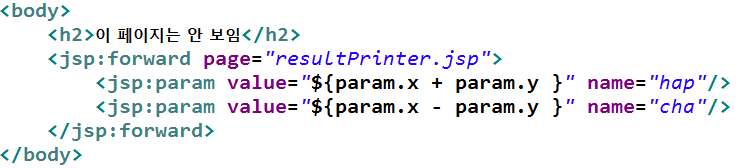 <body>
<h2>이 페이지는 안 보임</h2>
<jsp:forward page="resultPrinter.jsp">
<jsp:param value="${param.x + param.y }" name="hap"/>
<jsp:param value="${param.x - param.y }" name="cha"/>
</jsp:forward>
</body>